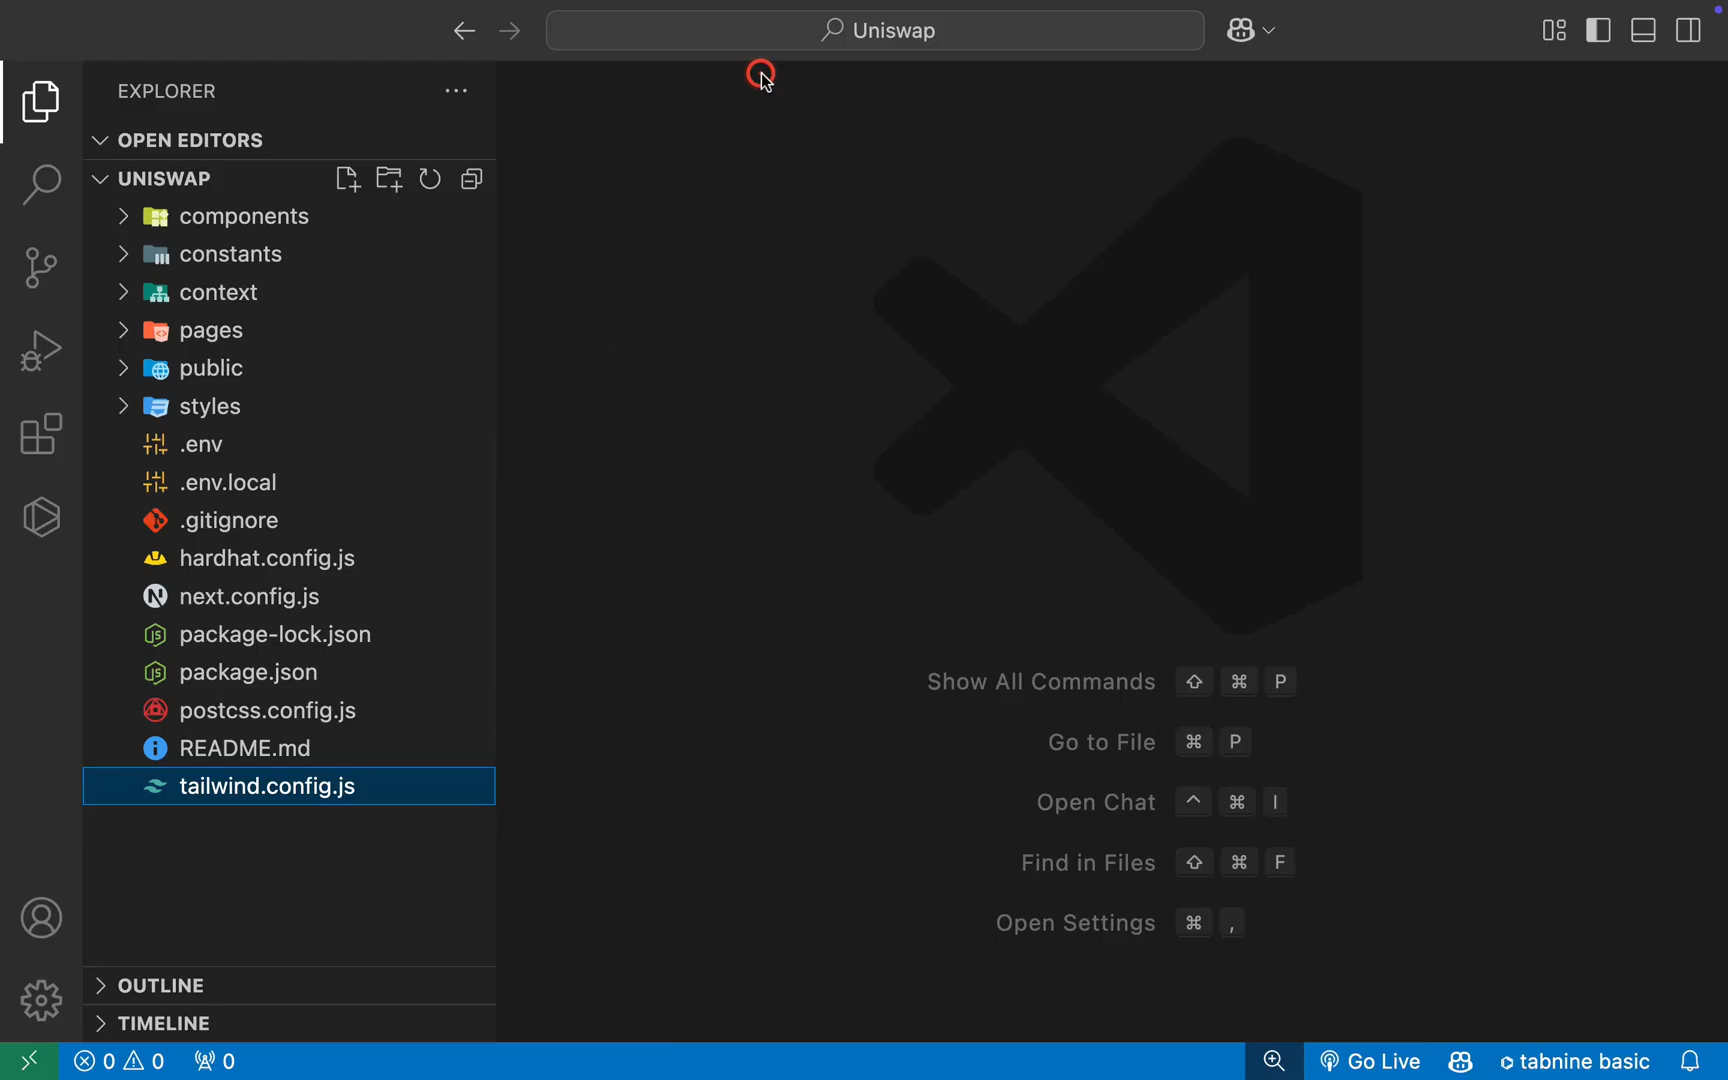 Uniswap
EXPLORER
OPEN EDITORS
UNISWAP
components
constants
context
pages
public
styles
.env
.env.local
.gitignore
hardhat.config.js
next.config.js
package-lock.json
package.json
postcss.config.js
README.md
tailwind.config.js
OUTLINE
TIMELINE
Show All Commands ⇧ ⌘ P
Go to File ⌘ P
Open Chat ^ ⌘ I
Find in Files ⇧ ⌘ F
Open Settings ⌘ ,
0 0 0
Go Live
tabnine basic